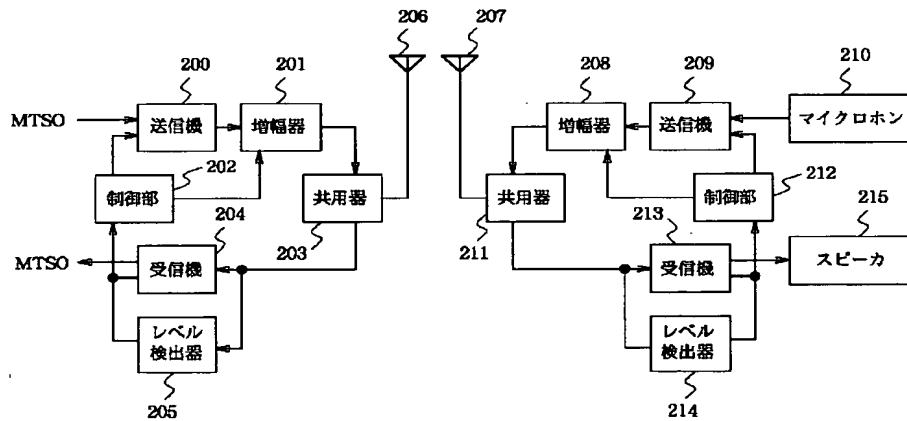 206
207
200
201
208
209
210
MTSO
送信機
増幅器
増幅器
送信機
マイクロホン
202
212
制御部
共用器
共用器
制御部
204
203
211
213
215
MTSO
受信機
受信機
スピーカ
レベル
検出器
レベル
検出器
205
214